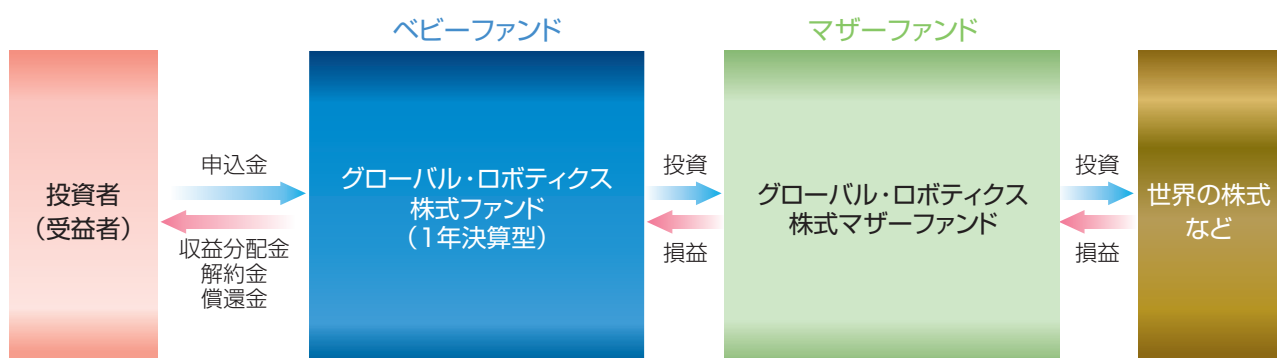 ベビーファンド
マザーファンド
投資者
（受益者）
申込金
収益分配金
解約金
償還金
グローバル・ロボティクス
株式ファンド
（1年決算型）
投資
損益
グローバル・ロボティクス
株式マザーファンド
投資
損益
世界の株式
など